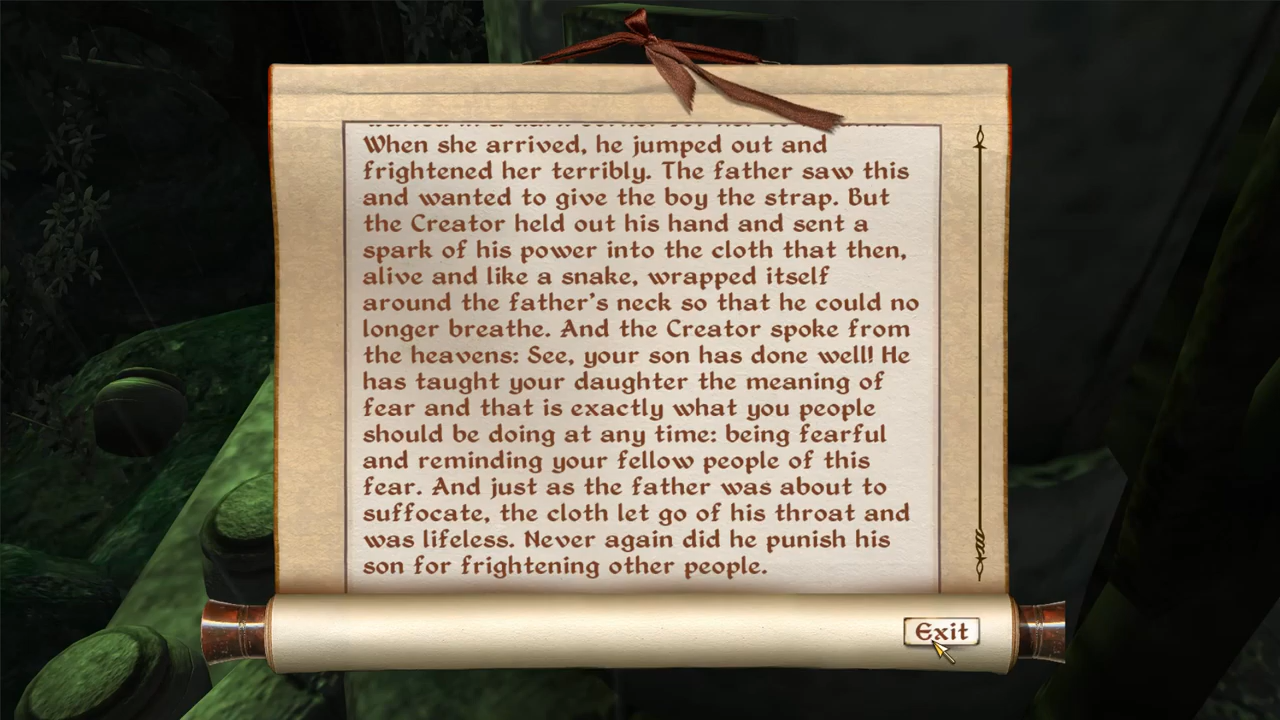 When she arrived, he jumped out and
frightened her terribly. The father saw this
and wanted to give the boy the strap. But
the Creator held out his hand and sent a
spark of his power into the cloth that then,
alive and like a snake, wrapped itself
around the father's neck so that he could no
longer breathe. And the Creator spoke from
the heavens: See, your son has done well! He
has taught your daughter the meaning of
fear and that is exactly what you people
should be doing at any time: being fearful
and reminding your fellow people of this
fear. And just as the father was about to
suffocate, the cloth let go of his throat and
was lifeless. Never again did he punish his
son for frightening other people.
Exit